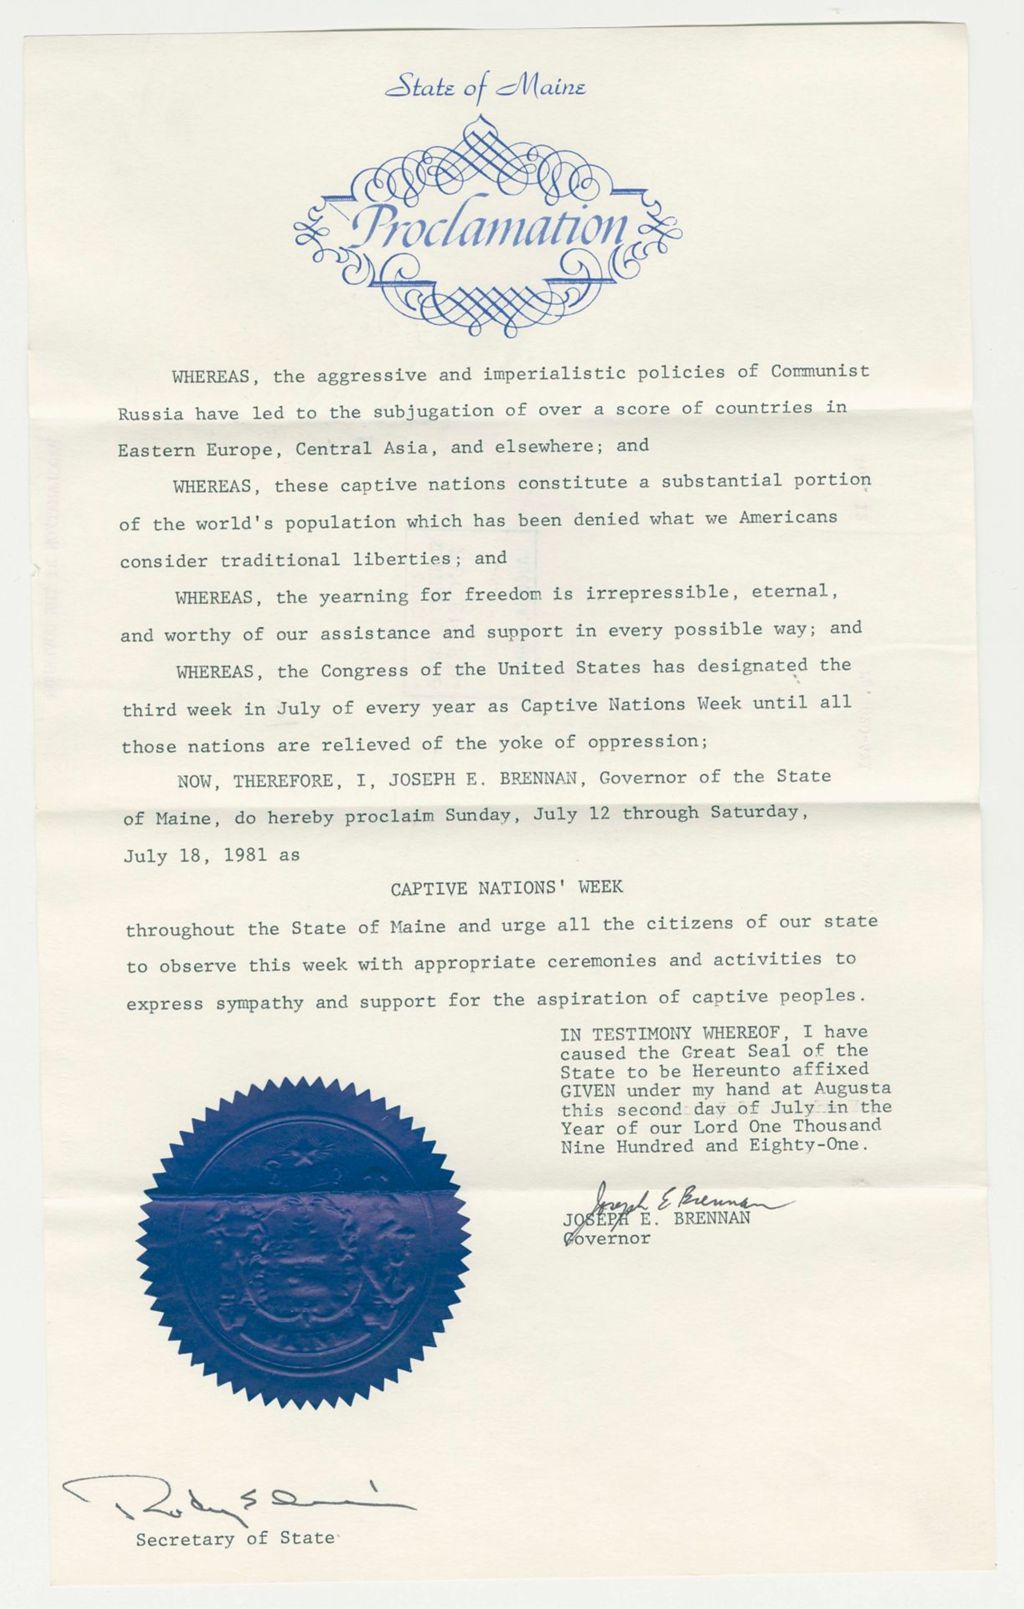 State of Maine
Proclamation
WHEREAS, the aggressive and imperialistic policies of Communist
Russia have led to the subjugation of over a score of countries in
Eastern Europe, Central Asia, and elsewhere; and
WHEREAS, these captive nations constitute a substantial portion
of the world's population which has been denied what we Americans
consider traditional liberties; and
WHEREAS, the yearning for freedom is irrepressible, eternal,
and worthy of our assistance and support in every possible way; and
WHEREAS, the Congress of the United States has designated the
third week in July of every year as Captive Nations Week until all
those nations are relieved of the yoke of oppression;
NOW, THEREFORE, I, JOSEPH E. BRENNAN, Governor of the State
of Maine, do hereby proclaim Sunday, July 12 through Saturday,
July 18, 1981 as
CAPTIVE NATIONS' WEEK
throughout the State of Maine and urge all the citizens of our state
to observe this week with appropriate ceremonies and activities to
express sympathy and support for the aspiration of captive peoples.
IN TESTIMONY WHEREOF, I have
caused the Great Seal of the
State to be Hereunto affixed
GIVEN under my hand at Augusta
this second day of July in the
Year of our Lord One Thousand
Nine Hundred and Eighty-One.
Joseph E Brennan
JOSEPH E. BRENNAN
Governor
Secretary of State